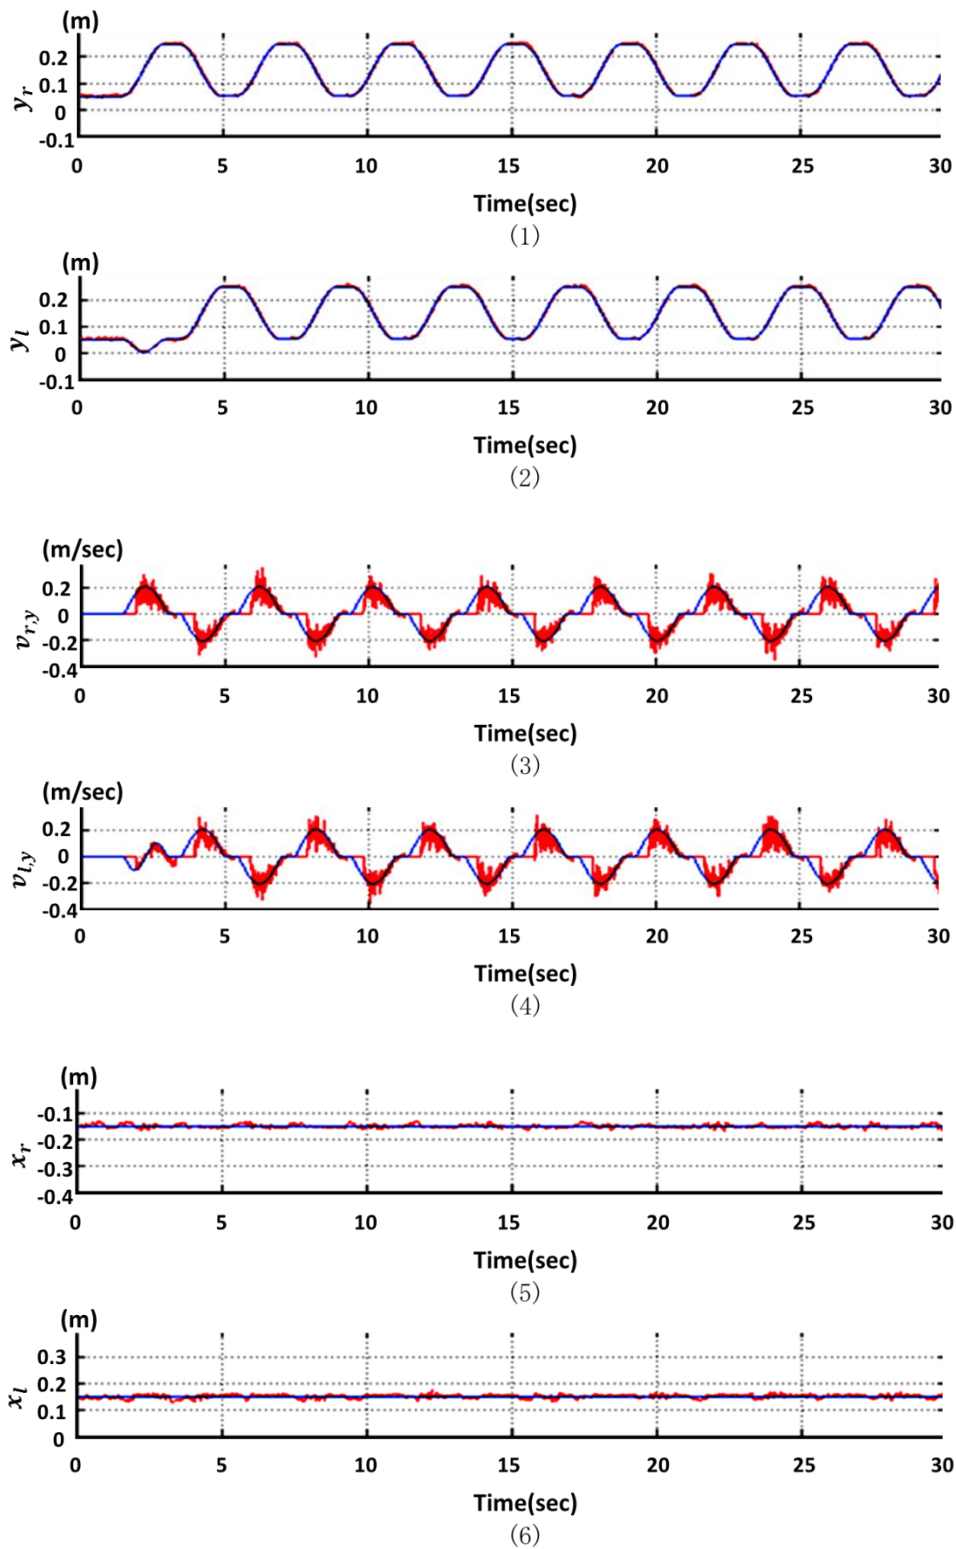 (m)
0.2
0.1
0
-0.1
y_r
0 5 10 15 20 25 30
Time(sec)
(1)
(m)
0.2
0.1
0
-0.1
y_l
0 5 10 15 20 25 30
Time(sec)
(2)
(m/sec)
0.2
0
-0.2
-0.4
v_{r,y}
0 5 10 15 20 25 30
Time(sec)
(3)
(m/sec)
0.2
0
-0.2
-0.4
v_{l,y}
0 5 10 15 20 25 30
Time(sec)
(4)
(m)
-0.1
-0.2
-0.3
-0.4
x_r
0 5 10 15 20 25 30
Time(sec)
(5)
(m)
0.3
0.2
0.1
0
x_l
0 5 10 15 20 25 30
Time(sec)
(6)